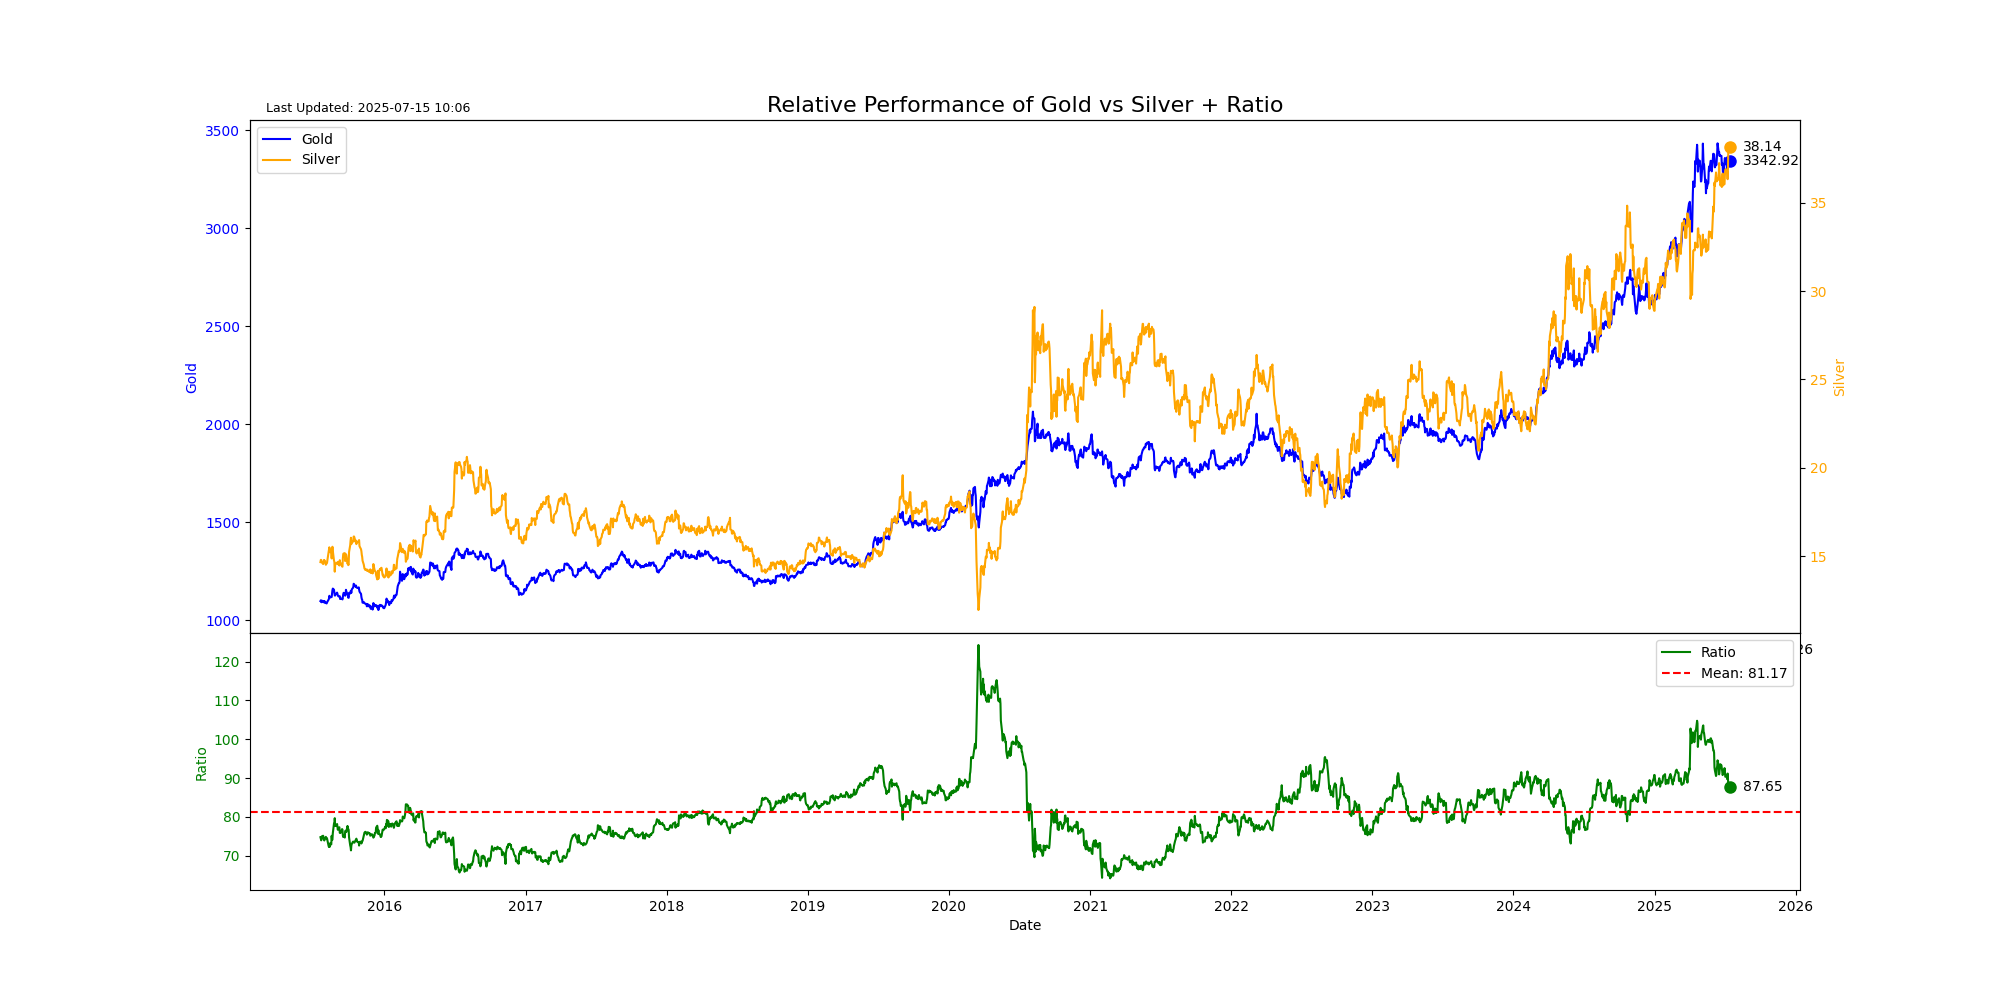 Last Updated: 2025-07-15 10:06
Relative Performance of Gold vs Silver + Ratio
Gold
Silver
3500
3000
2500
2000
1500
1000
Gold
38.14
3342.92
35
30
25
20
15
Silver
26
Ratio
Mean: 81.17
120
110
100
90
80
70
Ratio
87.65
2016 2017 2018 2019 2020 2021 2022 2023 2024 2025 2026
Date